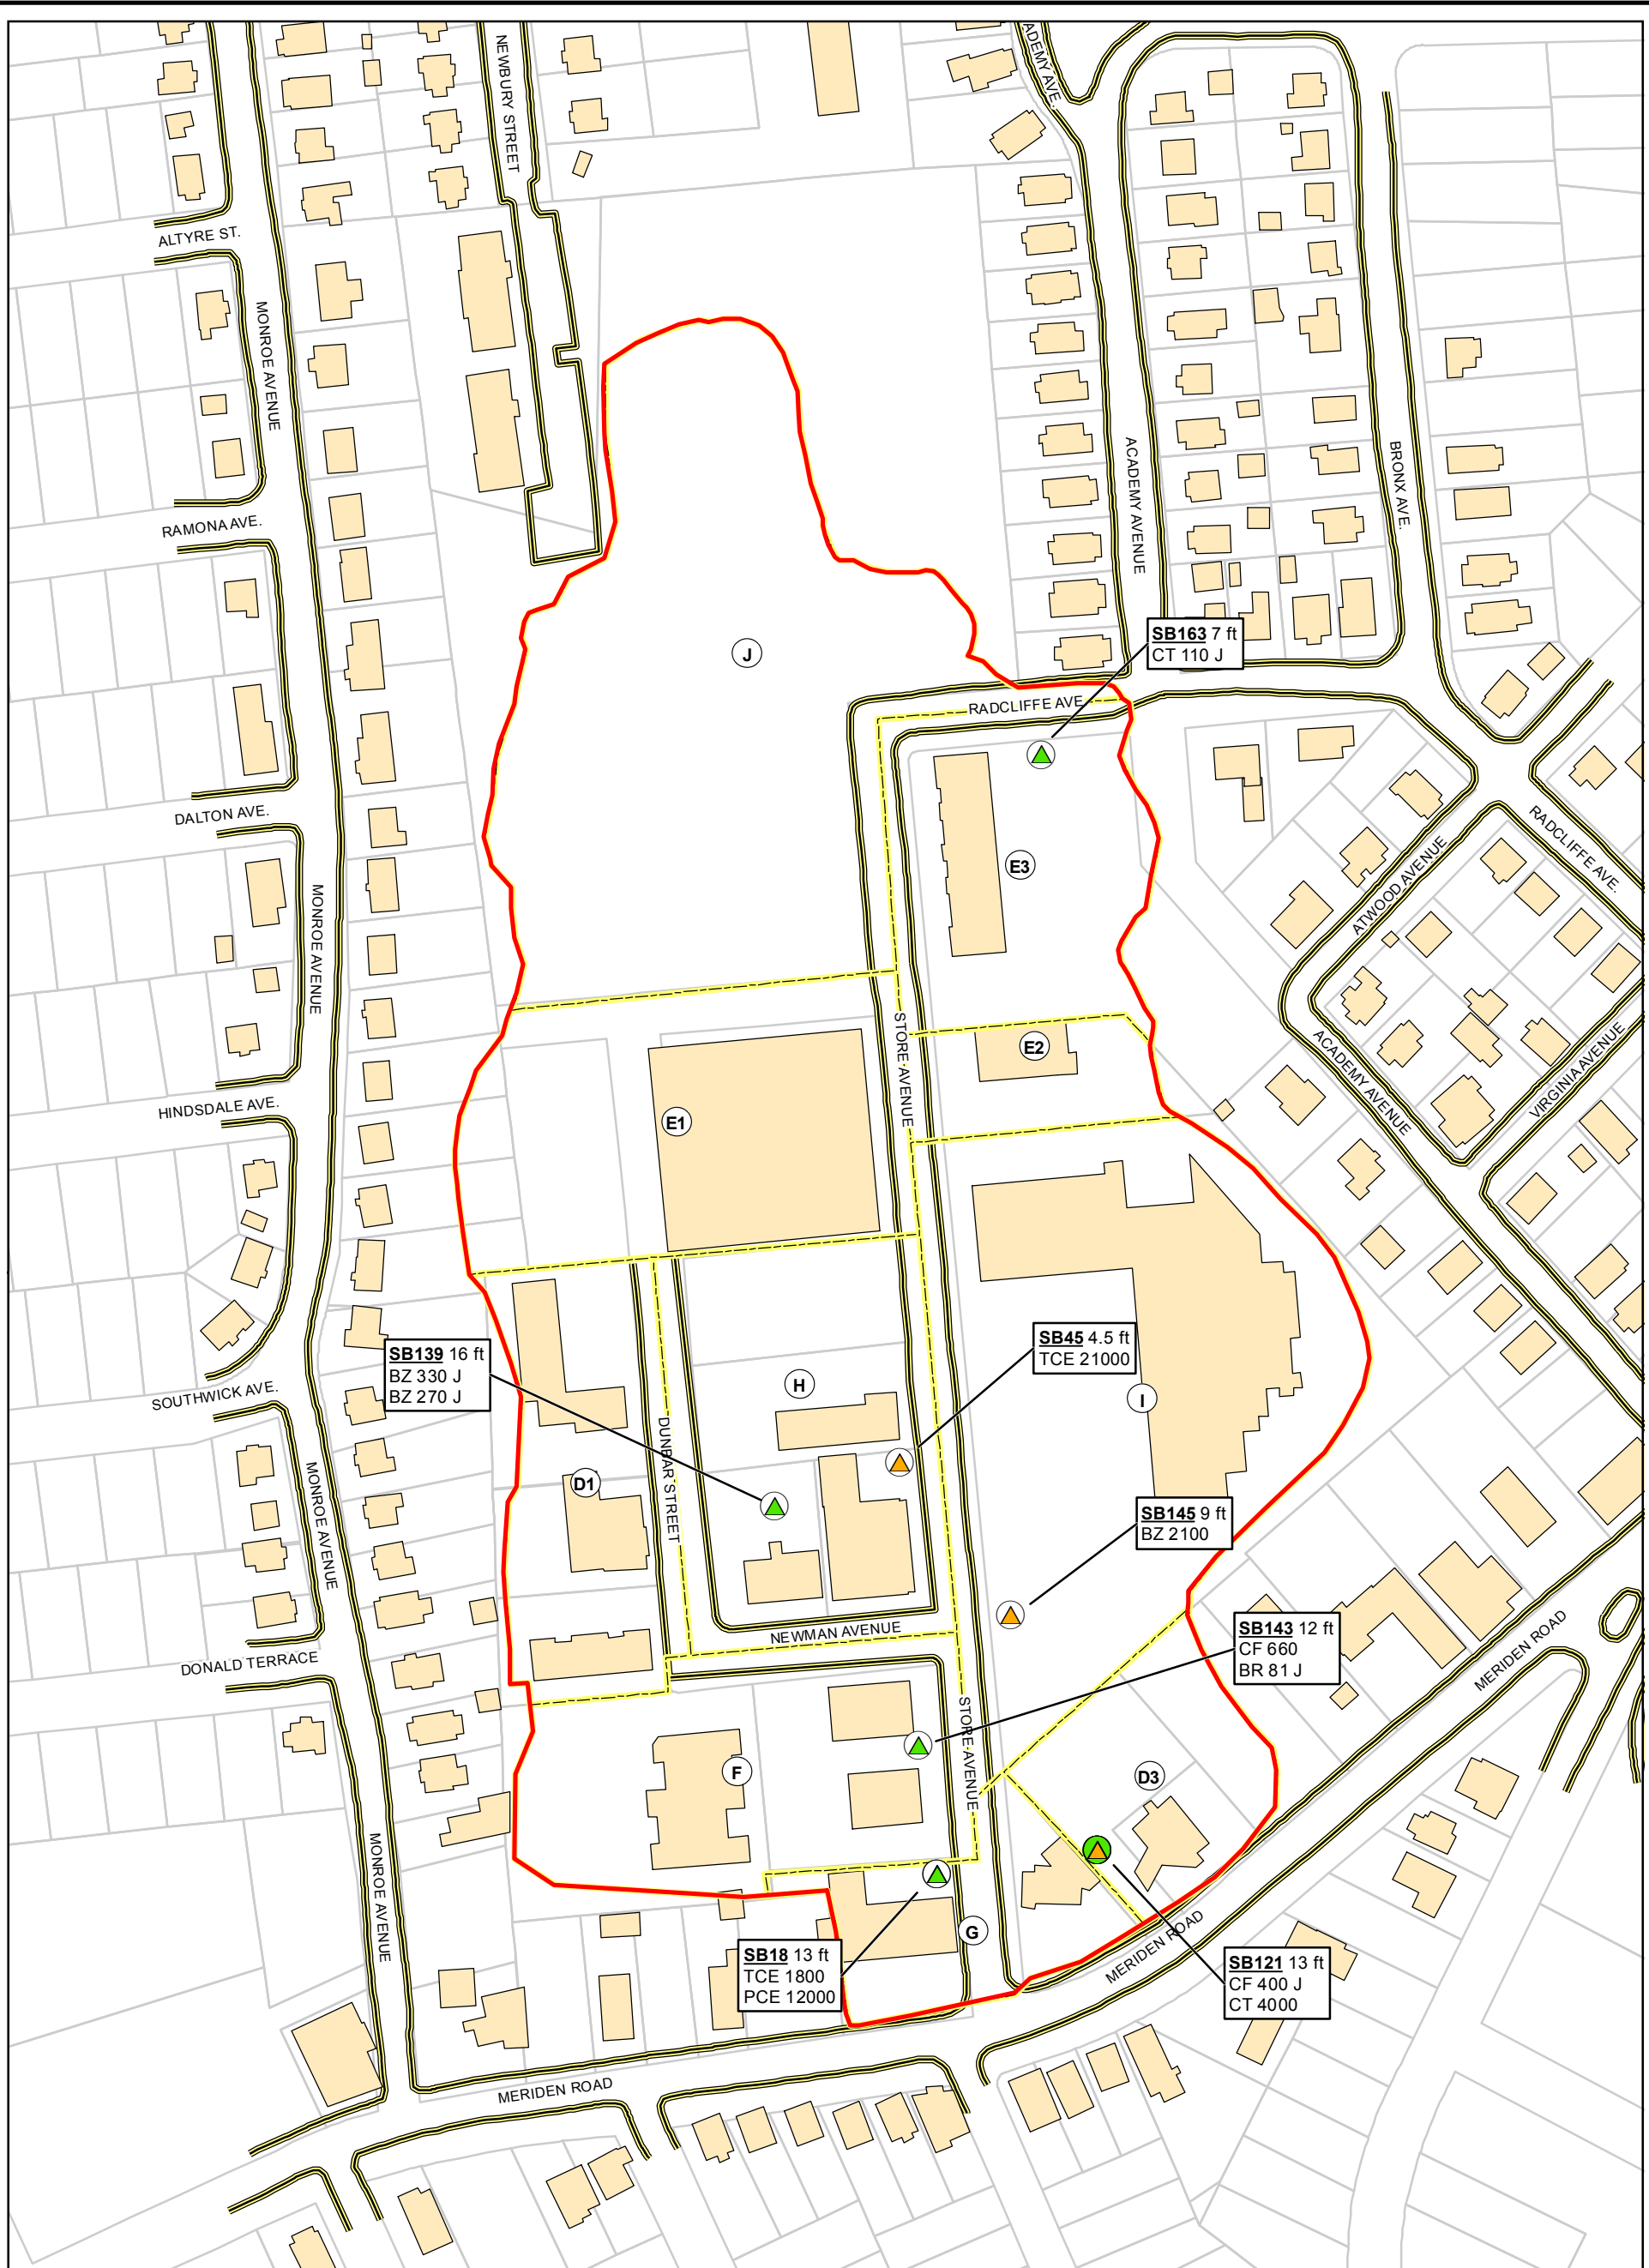 ADEMY AVE.
NEWBURY STREET
ALTYRE ST.
MONROE AVENUE
RAMONA AVE.
ACADEMY AVENUE
BRONX AVE.
SB163 7 ft
CT 110 J
J
RADCLIFFE AVE
DALTON AVE.
RADCLIFFE AVE.
ATWOOD AVENUE
E3
MONROE AVENUE
STORE AVENUE
E2
ACADEMY AVENUE
VIRGINIA AVENUE
HINDSDALE AVE.
E1
SB45 4.5 ft
TCE 21000
SB139 16 ft
BZ 330 J
BZ 270 J
H
I
SOUTHWICK AVE.
DUNBAR STREET
D1
MONROE AVENUE
SB145 9 ft
BZ 2100
NEWMAN AVENUE
SB143 12 ft
CF 660
BR 81 J
MERIDEN ROAD
DONALD TERRACE
STORE AVENUE
F
D3
MONROE AVENUE
G
MERIDEN ROAD
SB18 13 ft
TCE 1800
PCE 12000
SB121 13 ft
CF 400 J
CT 4000
MERIDEN ROAD